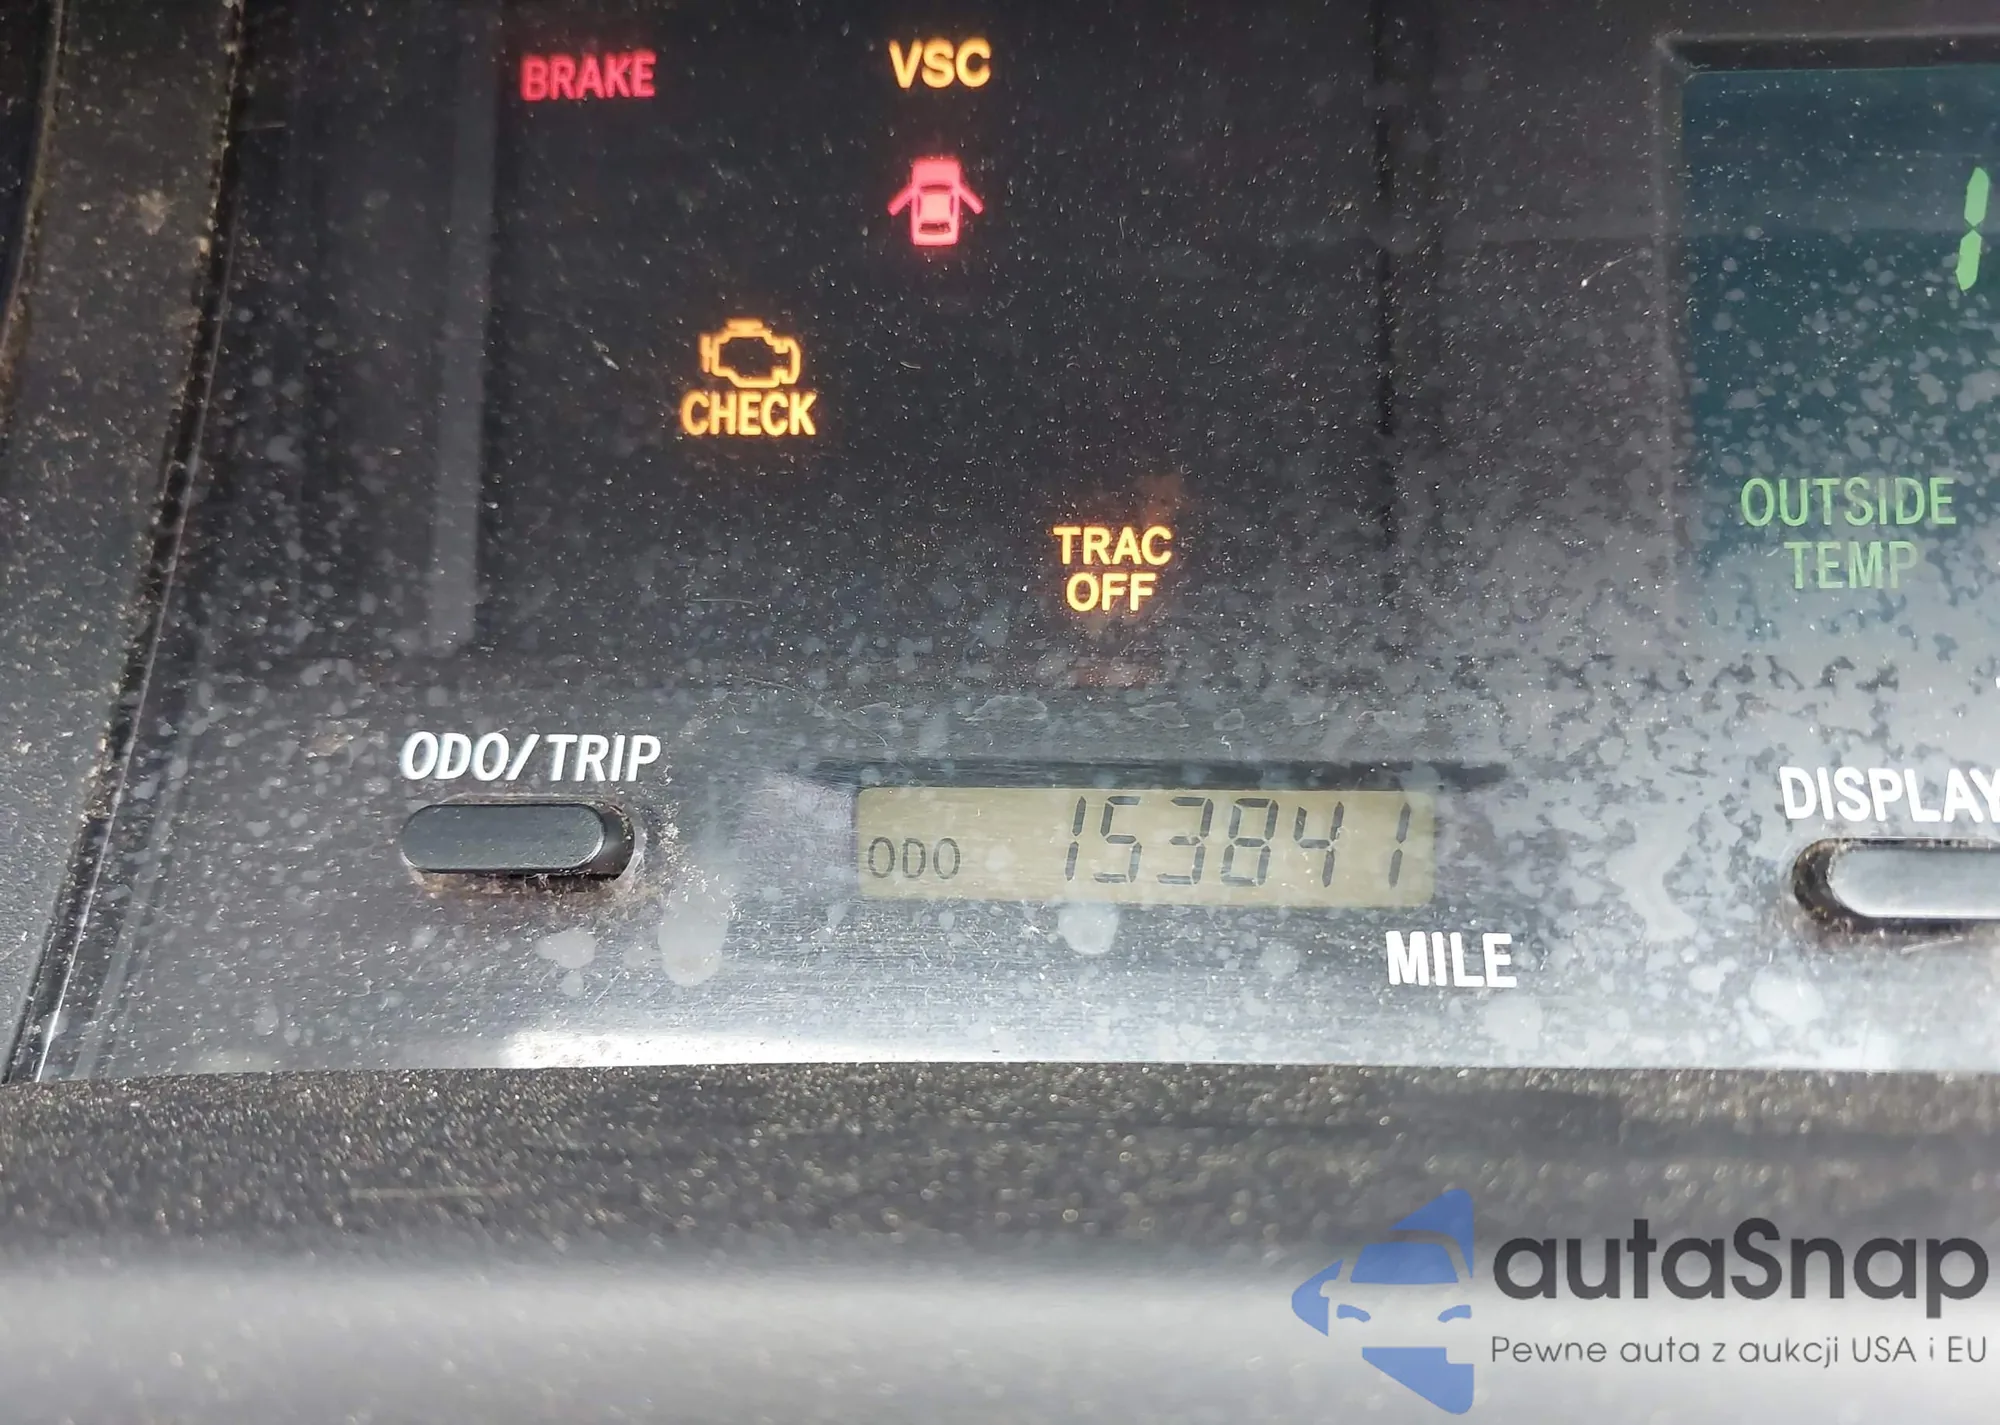 BRAKE
VSC
CHECK
TRAC
OFF
1
OUTSIDE
TEMP
ODO/TRIP
ODO 153841
MILE
DISPLAY
autaSnap
Pewne auta z aukcji USA i EU